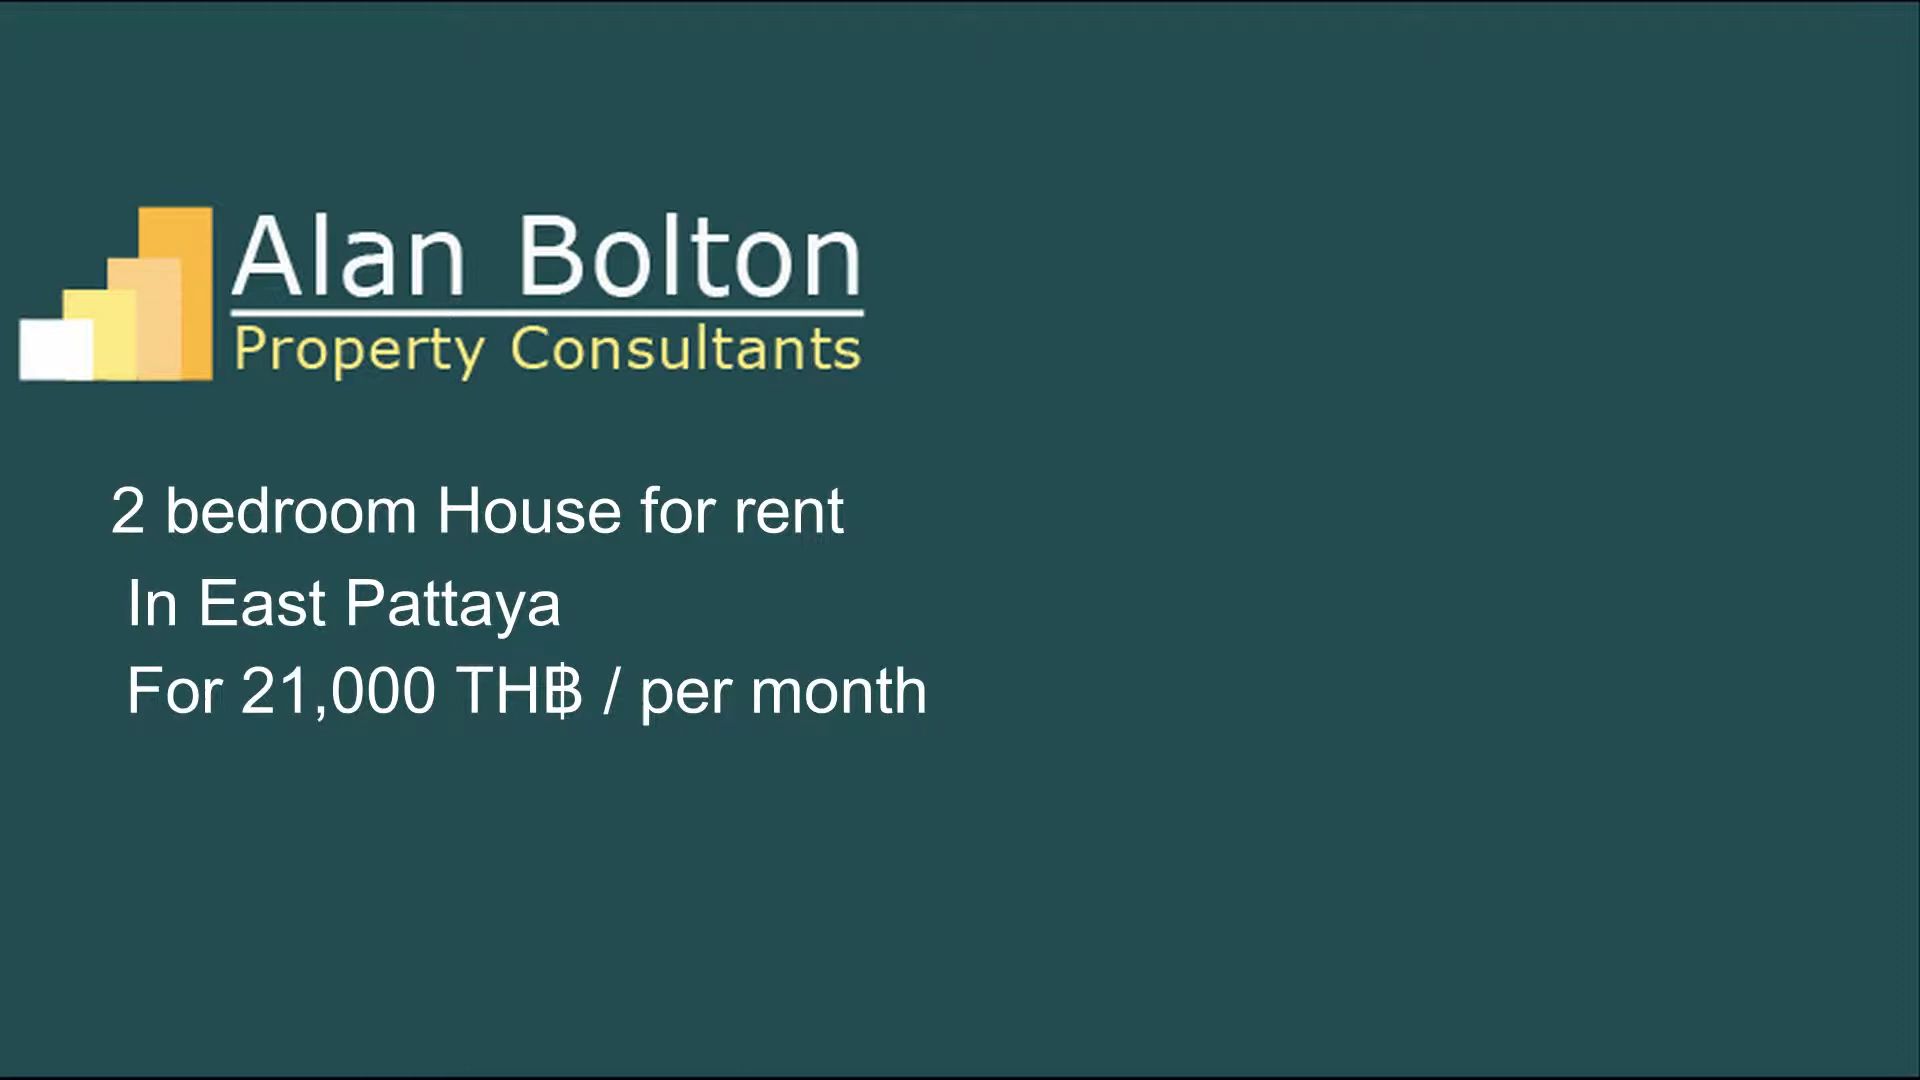 Alan Bolton
Property Consultants
2 bedroom House for rent
In East Pattaya
For 21,000 TH฿ / per month